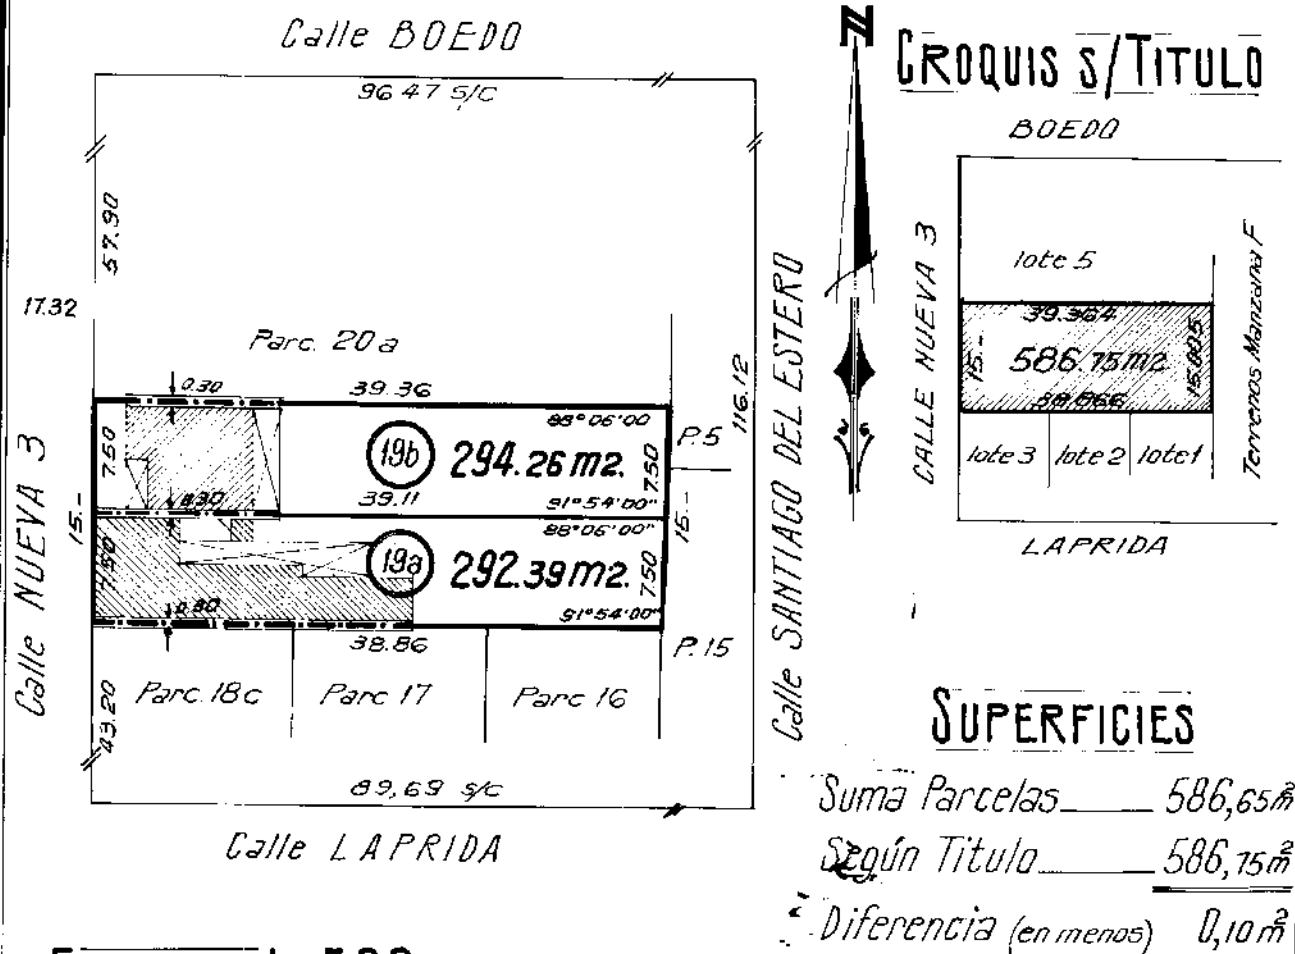 Calle BOEDO
96 47 S/C
57.90
17.32
Parc. 20a
0.30
39.36
88°06'00
P.5
7.50
19b
294.26 m2.
7.50
116.12
0.30
39.11
91°54'00"
15.-
15.-
88°06'00"
7.50
19a
292.39 m2.
7.50
91°54'00"
38.86
P.15
43.20
Parc. 18c
Parc 17
Parc 16
89,69 s/c
Calle LAPRIDA
Calle NUEVA 3
Calle SANTIAGO DEL ESTERO
N
CROQUIS s/TITULO
BOEDO
CALLE NUEVA 3
lote 5
39.364
15.-
586.75 m2
15.005
38.866
lote 3
lote 2
lote 1
Terrenos Manzana F
LAPRIDA
SUPERFICIES
Suma Parcelas 586,65 m²
Según Titulo 586,75 m²
Diferencia (en menos) 0,10 m²